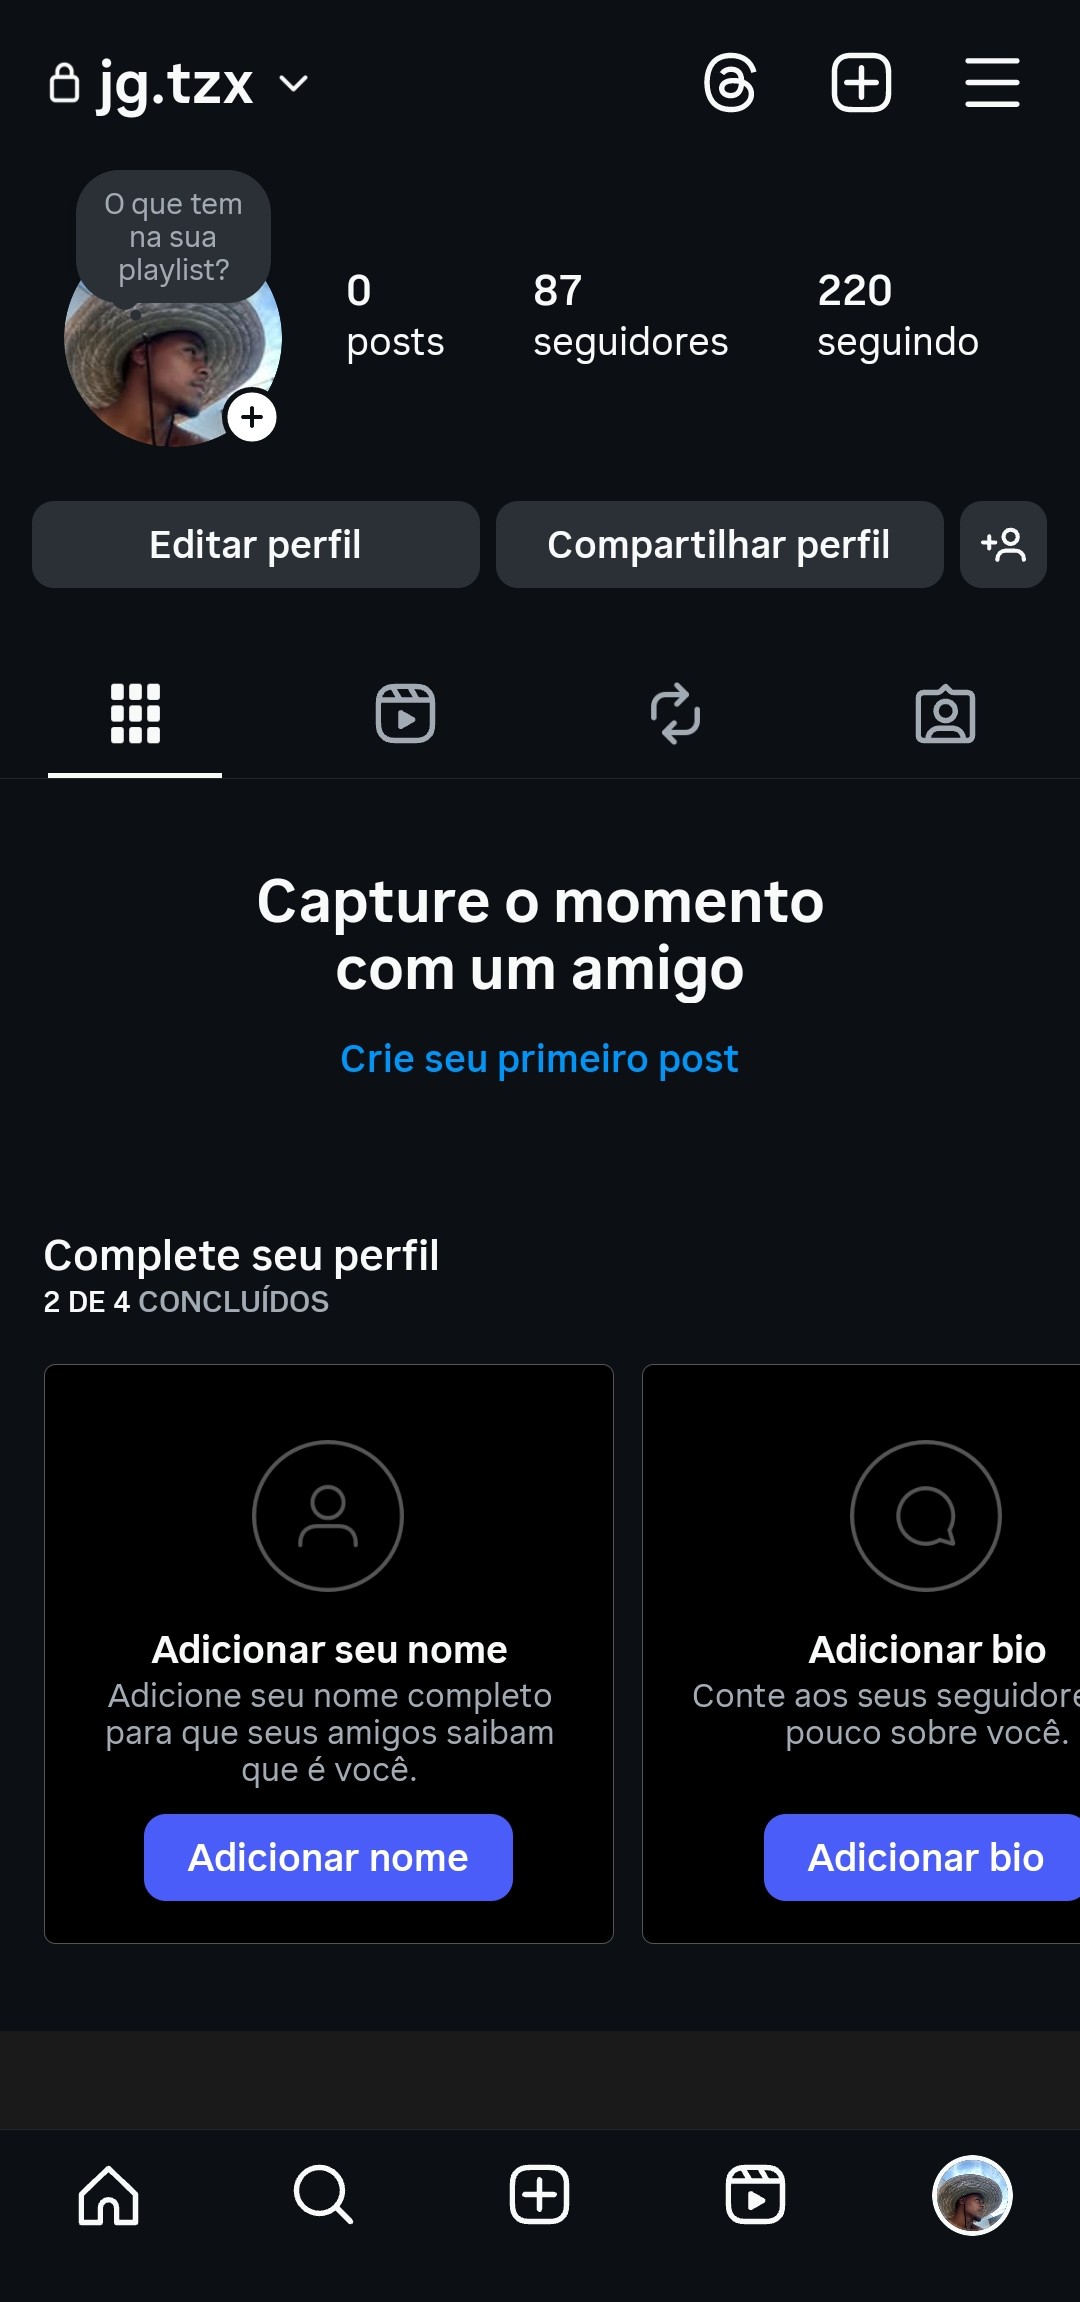 jg.tzx
O que tem
na sua
playlist?
0
posts
87
seguidores
220
seguindo
Editar perfil
Compartilhar perfil
Capture o momento
com um amigo
Crie seu primeiro post
Complete seu perfil
2 DE 4 CONCLUÍDOS
Adicionar seu nome
Adicione seu nome completo
para que seus amigos saibam
que é você.
Adicionar nome
Adicionar bio
Conte aos seus seguidore
pouco sobre você.
Adicionar bio